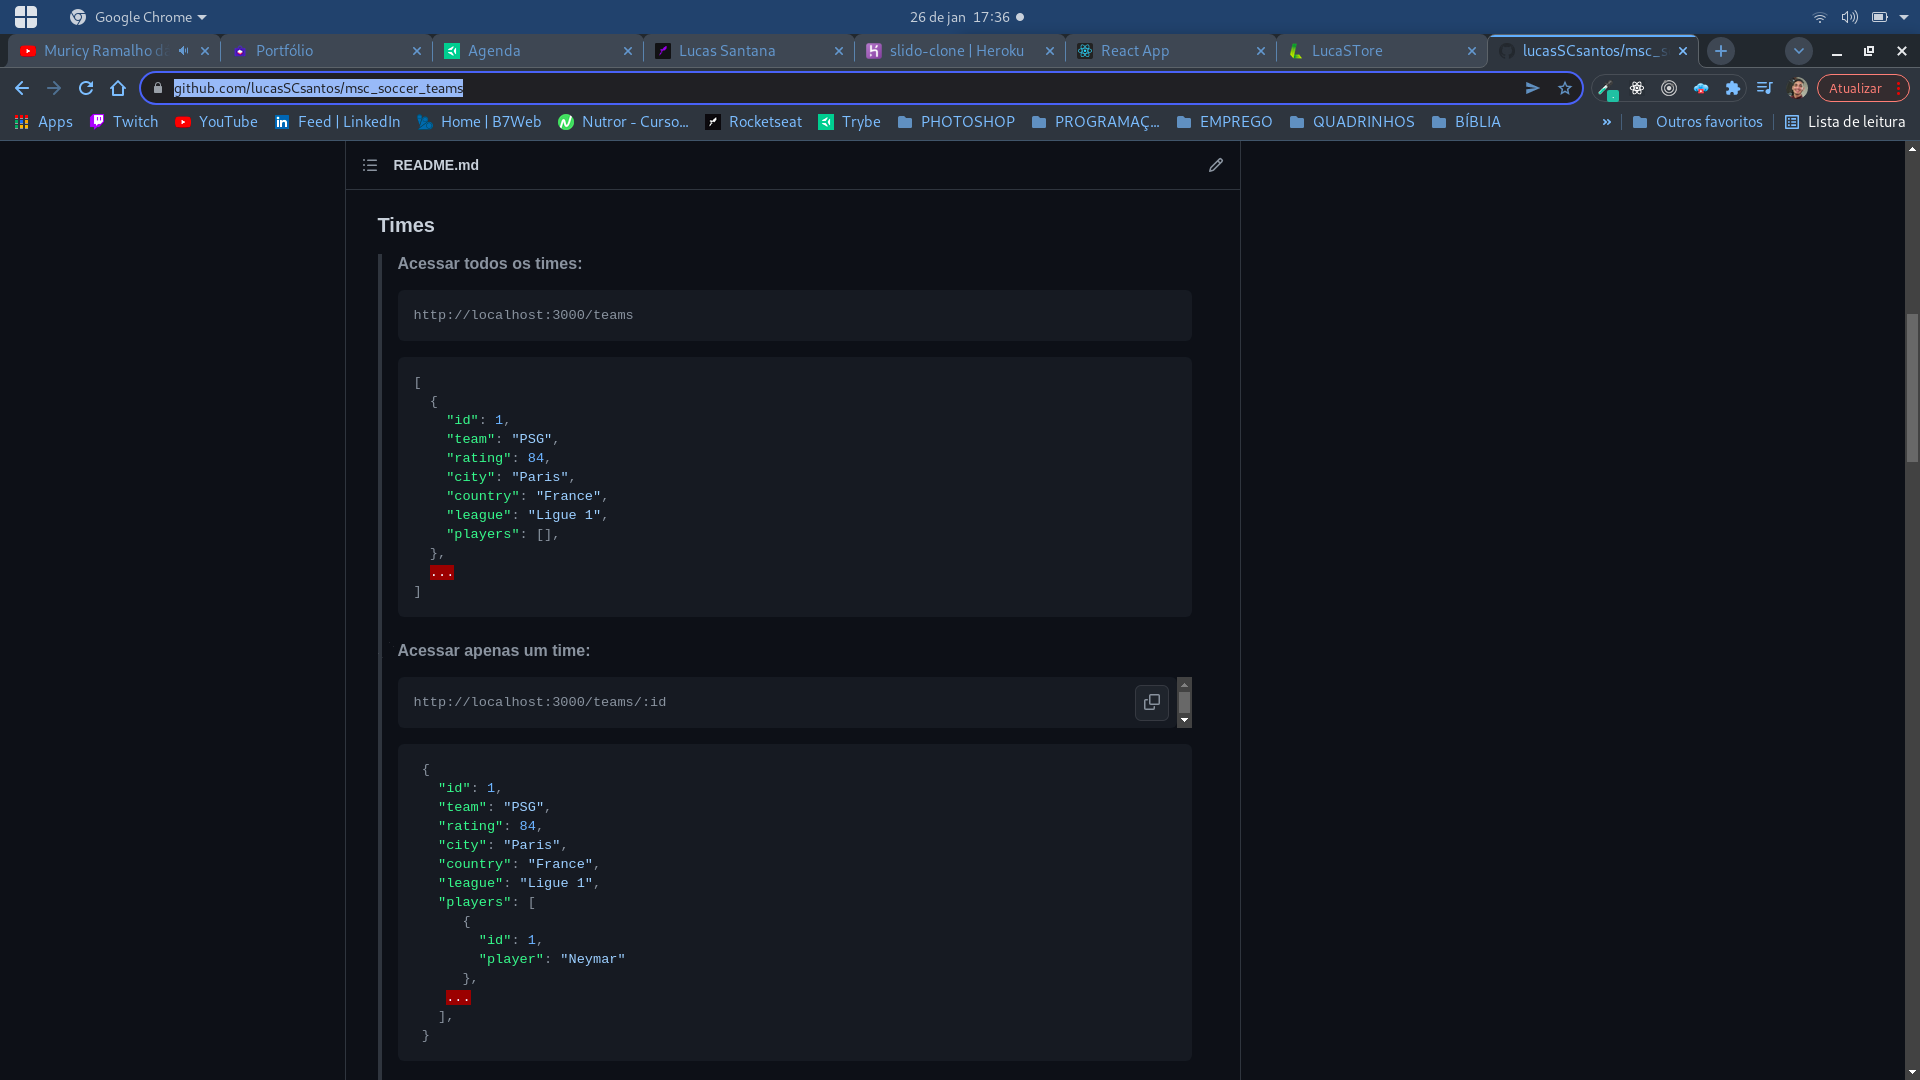 Google Chrome
26 de jan 17:36
Muricy Ramalho d
Portfólio
Agenda
Lucas Santana
slido-clone | Heroku
React App
LucaSTore
lucasSCsantos/msc_s
github.com/lucasSCsantos/msc_soccer_teams
Atualizar
Apps
Twitch
YouTube
Feed | LinkedIn
Home | B7Web
Nutror - Curso...
Rocketseat
Trybe
PHOTOSHOP
PROGRAMAÇ...
EMPREGO
QUADRINHOS
BÍBLIA
»
Outros favoritos
Lista de leitura
README.md
Times
Acessar todos os times:
http://localhost:3000/teams
[
{
"id": 1,
"team": "PSG",
"rating": 84,
"city": "Paris",
"country": "France",
"league": "Ligue 1",
"players": [],
},
...
]
Acessar apenas um time:
http://localhost:3000/teams/:id
{
"id": 1,
"team": "PSG",
"rating": 84,
"city": "Paris",
"country": "France",
"league": "Ligue 1",
"players": [
{
"id": 1,
"player": "Neymar"
},
...
],
}